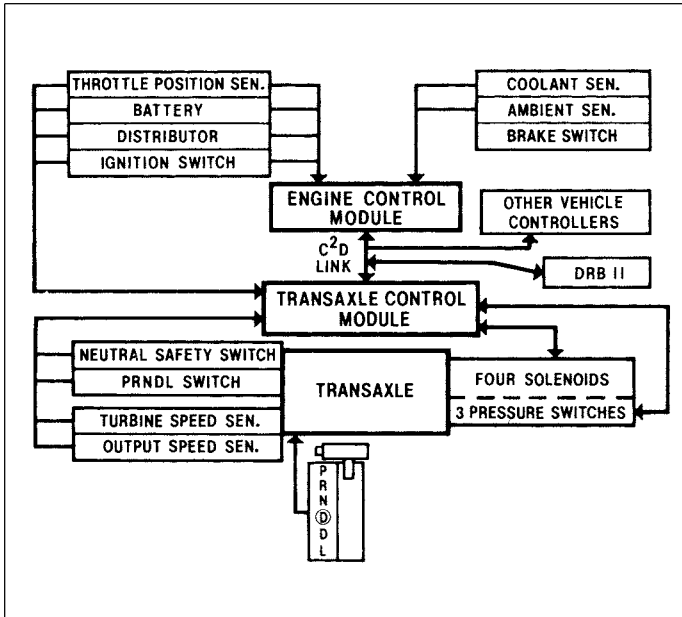 THROTTLE POSITION SEN.
BATTERY
DISTRIBUTOR
IGNITION SWITCH
COOLANT SEN.
AMBIENT SEN.
BRAKE SWITCH
ENGINE CONTROL
MODULE
OTHER VEHICLE
CONTROLLERS
C²D
LINK
DRB II
TRANSAXLE CONTROL
MODULE
NEUTRAL SAFETY SWITCH
PRNDL SWITCH
TURBINE SPEED SEN.
OUTPUT SPEED SEN.
TRANSAXLE
FOUR SOLENOIDS
3 PRESSURE SWITCHES
P
R
N
Ⓓ
D
L